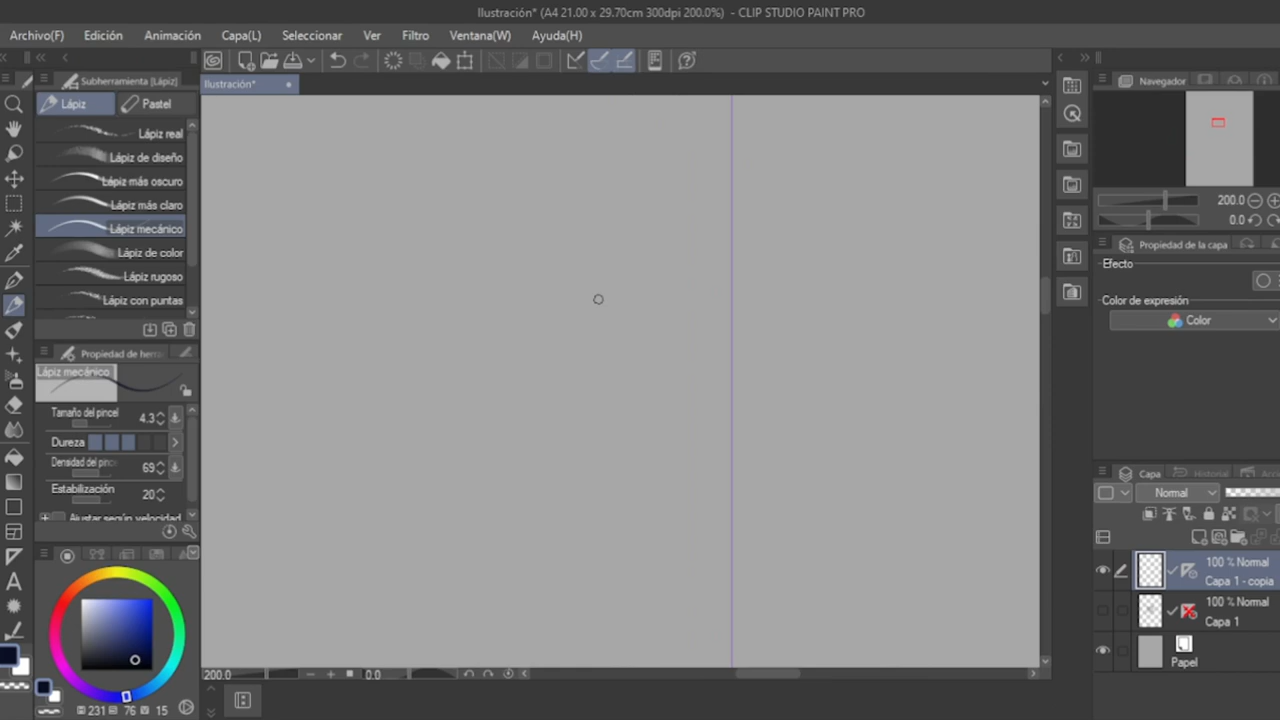 Ilustración* (A4 21.00 x 29.70cm 300dpi 200.0%) - CLIP STUDIO PAINT PRO
Archivo(F) Edición Animación Capa(L) Seleccionar Ver Filtro Ventana(W) Ayuda(H)
Subherramienta [Lápiz]
Ilustración*
Navegador
Lápiz Pastel
Lápiz real
Lápiz de diseño
Lápiz más oscuro
Lápiz más claro
Lápiz mecánico
Lápiz de color
Lápiz rugoso
Lápiz con puntas
200.0
0.0
Propiedad de la capa
Efecto
Color de expresión
Color
Propiedad de herra
Lápiz mecánico
Tamaño del pincel 4.3
Dureza
Densidad del pinc 69
Estabilización 20
Ajustar según velocidad
Capa Historial Acc
Normal
100 % Normal
Capa 1 - copia
100 % Normal
Capa 1
Papel
200.0 0.0
231 76 15